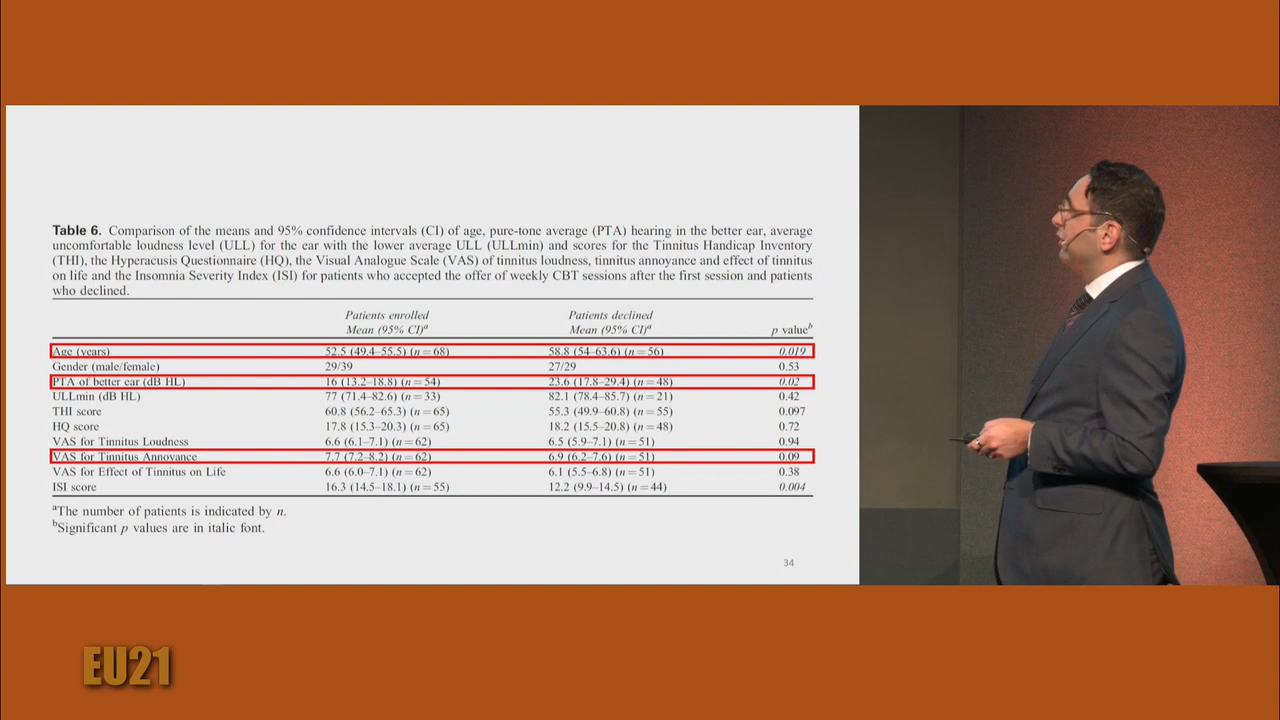 Table 6. Comparison of the means and 95% confidence intervals (CI) of age, pure-tone average (PTA) hearing in the better ear, average
uncomfortable loudness level (ULL) for the ear with the lower average ULL (ULLmin) and scores for the Tinnitus Handicap Inventory
(THI), the Hyperacusis Questionnaire (HQ), the Visual Analogue Scale (VAS) of tinnitus loudness, tinnitus annoyance and effect of tinnitus
on life and the Insomnia Severity Index (ISI) for patients who accepted the offer of weekly CBT sessions after the first session and patients
who declined.
Patients enrolled Patients declined
Mean (95% CI)ᵃ Mean (95% CI)ᵃ p valueᵇ
Age (years) 52.5 (49.4–55.5) (n=68) 58.8 (54–63.6) (n=56) 0.019
Gender (male/female) 29/39 27/29 0.53
PTA of better ear (dB HL) 16 (13.2–18.8) (n=54) 23.6 (17.8–29.4) (n=48) 0.02
ULLmin (dB HL) 77 (71.4–82.6) (n=33) 82.1 (78.4–85.7) (n=21) 0.42
THI score 60.8 (56.2–65.3) (n=65) 55.3 (49.9–60.8) (n=55) 0.097
HQ score 17.8 (15.3–20.3) (n=65) 18.2 (15.5–20.8) (n=48) 0.72
VAS for Tinnitus Loudness 6.6 (6.1–7.1) (n=62) 6.5 (5.9–7.1) (n=51) 0.94
VAS for Tinnitus Annoyance 7.7 (7.2–8.2) (n=62) 6.9 (6.2–7.6) (n=51) 0.09
VAS for Effect of Tinnitus on Life 6.6 (6.0–7.1) (n=62) 6.1 (5.5–6.8) (n=51) 0.38
ISI score 16.3 (14.5–18.1) (n=55) 12.2 (9.9–14.5) (n=44) 0.004
ᵃThe number of patients is indicated by n.
ᵇSignificant p values are in italic font.
34
EU21